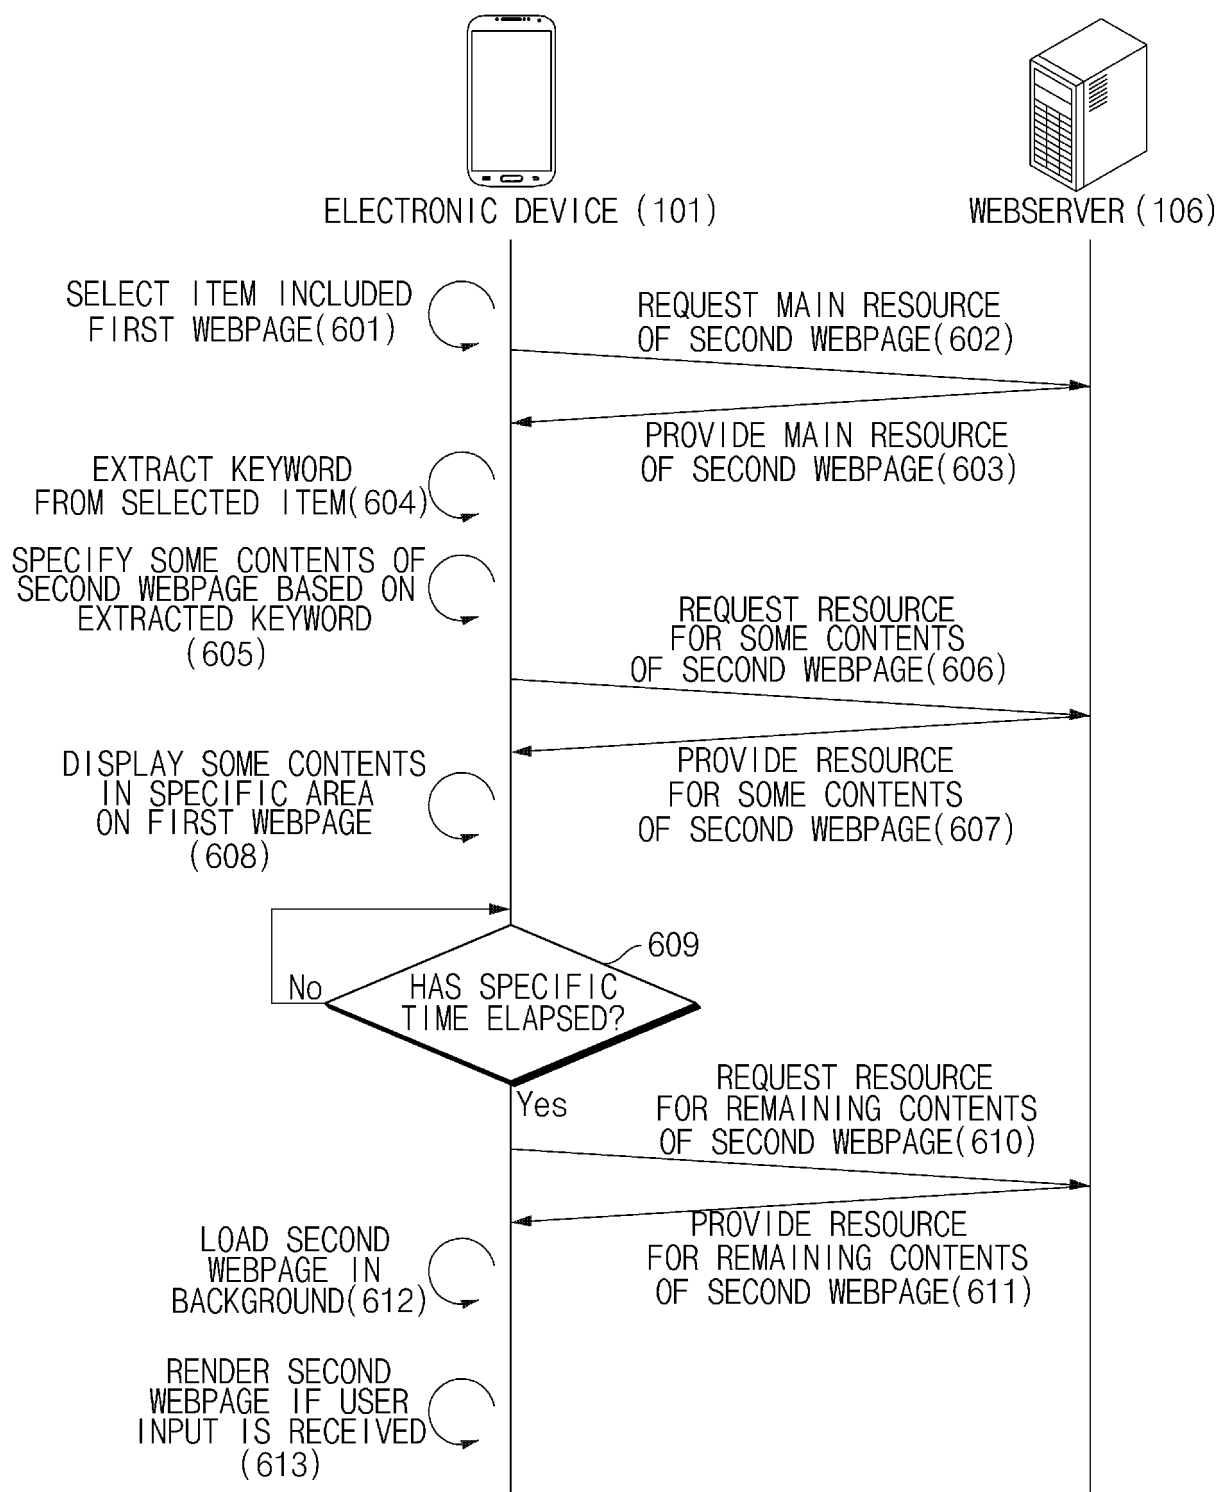 ELECTRONIC DEVICE (101)
WEBSERVER (106)
SELECT ITEM INCLUDED
FIRST WEBPAGE(601)
REQUEST MAIN RESOURCE
OF SECOND WEBPAGE(602)
PROVIDE MAIN RESOURCE
OF SECOND WEBPAGE(603)
EXTRACT KEYWORD
FROM SELECTED ITEM(604)
SPECIFY SOME CONTENTS OF
SECOND WEBPAGE BASED ON
EXTRACTED KEYWORD
(605)
REQUEST RESOURCE
FOR SOME CONTENTS
OF SECOND WEBPAGE(606)
PROVIDE RESOURCE
FOR SOME CONTENTS
OF SECOND WEBPAGE(607)
DISPLAY SOME CONTENTS
IN SPECIFIC AREA
ON FIRST WEBPAGE
(608)
609
No
HAS SPECIFIC
TIME ELAPSED?
Yes
REQUEST RESOURCE
FOR REMAINING CONTENTS
OF SECOND WEBPAGE(610)
PROVIDE RESOURCE
FOR REMAINING CONTENTS
OF SECOND WEBPAGE(611)
LOAD SECOND
WEBPAGE IN
BACKGROUND(612)
RENDER SECOND
WEBPAGE IF USER
INPUT IS RECEIVED
(613)